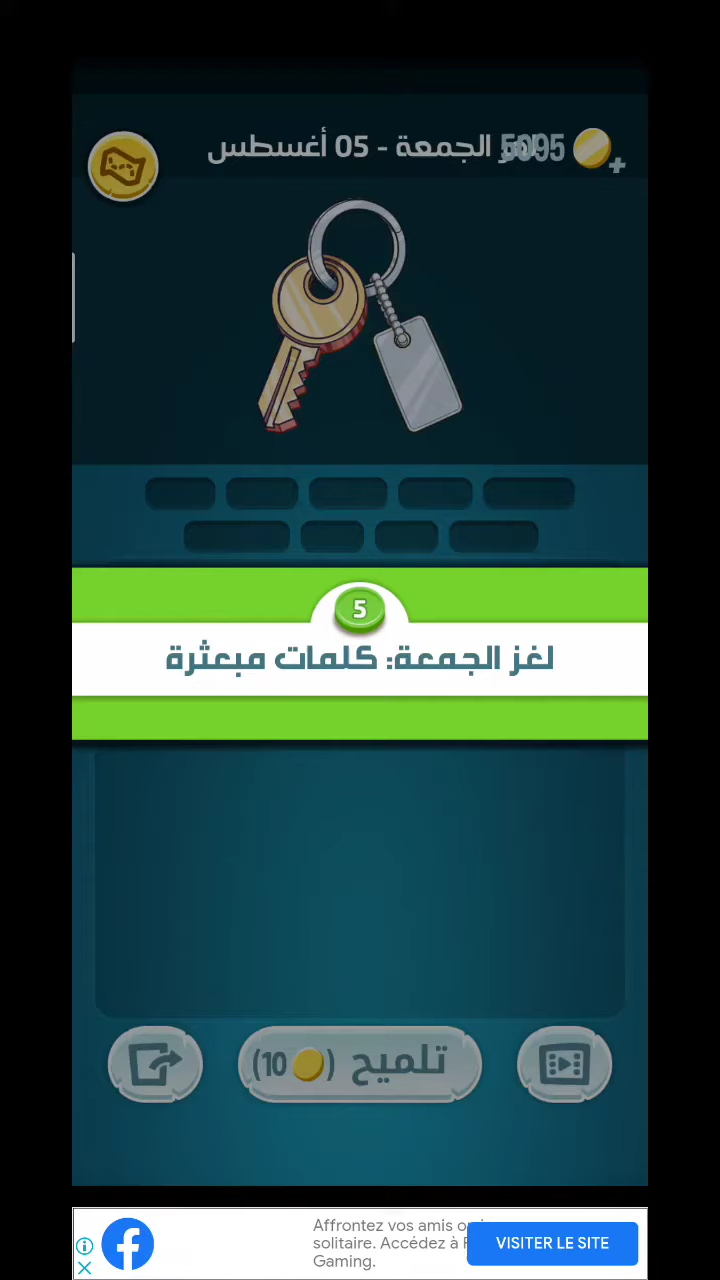 الجمعة - 05 أغسطس
5095
5
لغز الجمعة: كلمات مبعثرة
تلميح (10)
Affrontez vos amis
solitaire. Accédez à
Gaming.
VISITER LE SITE